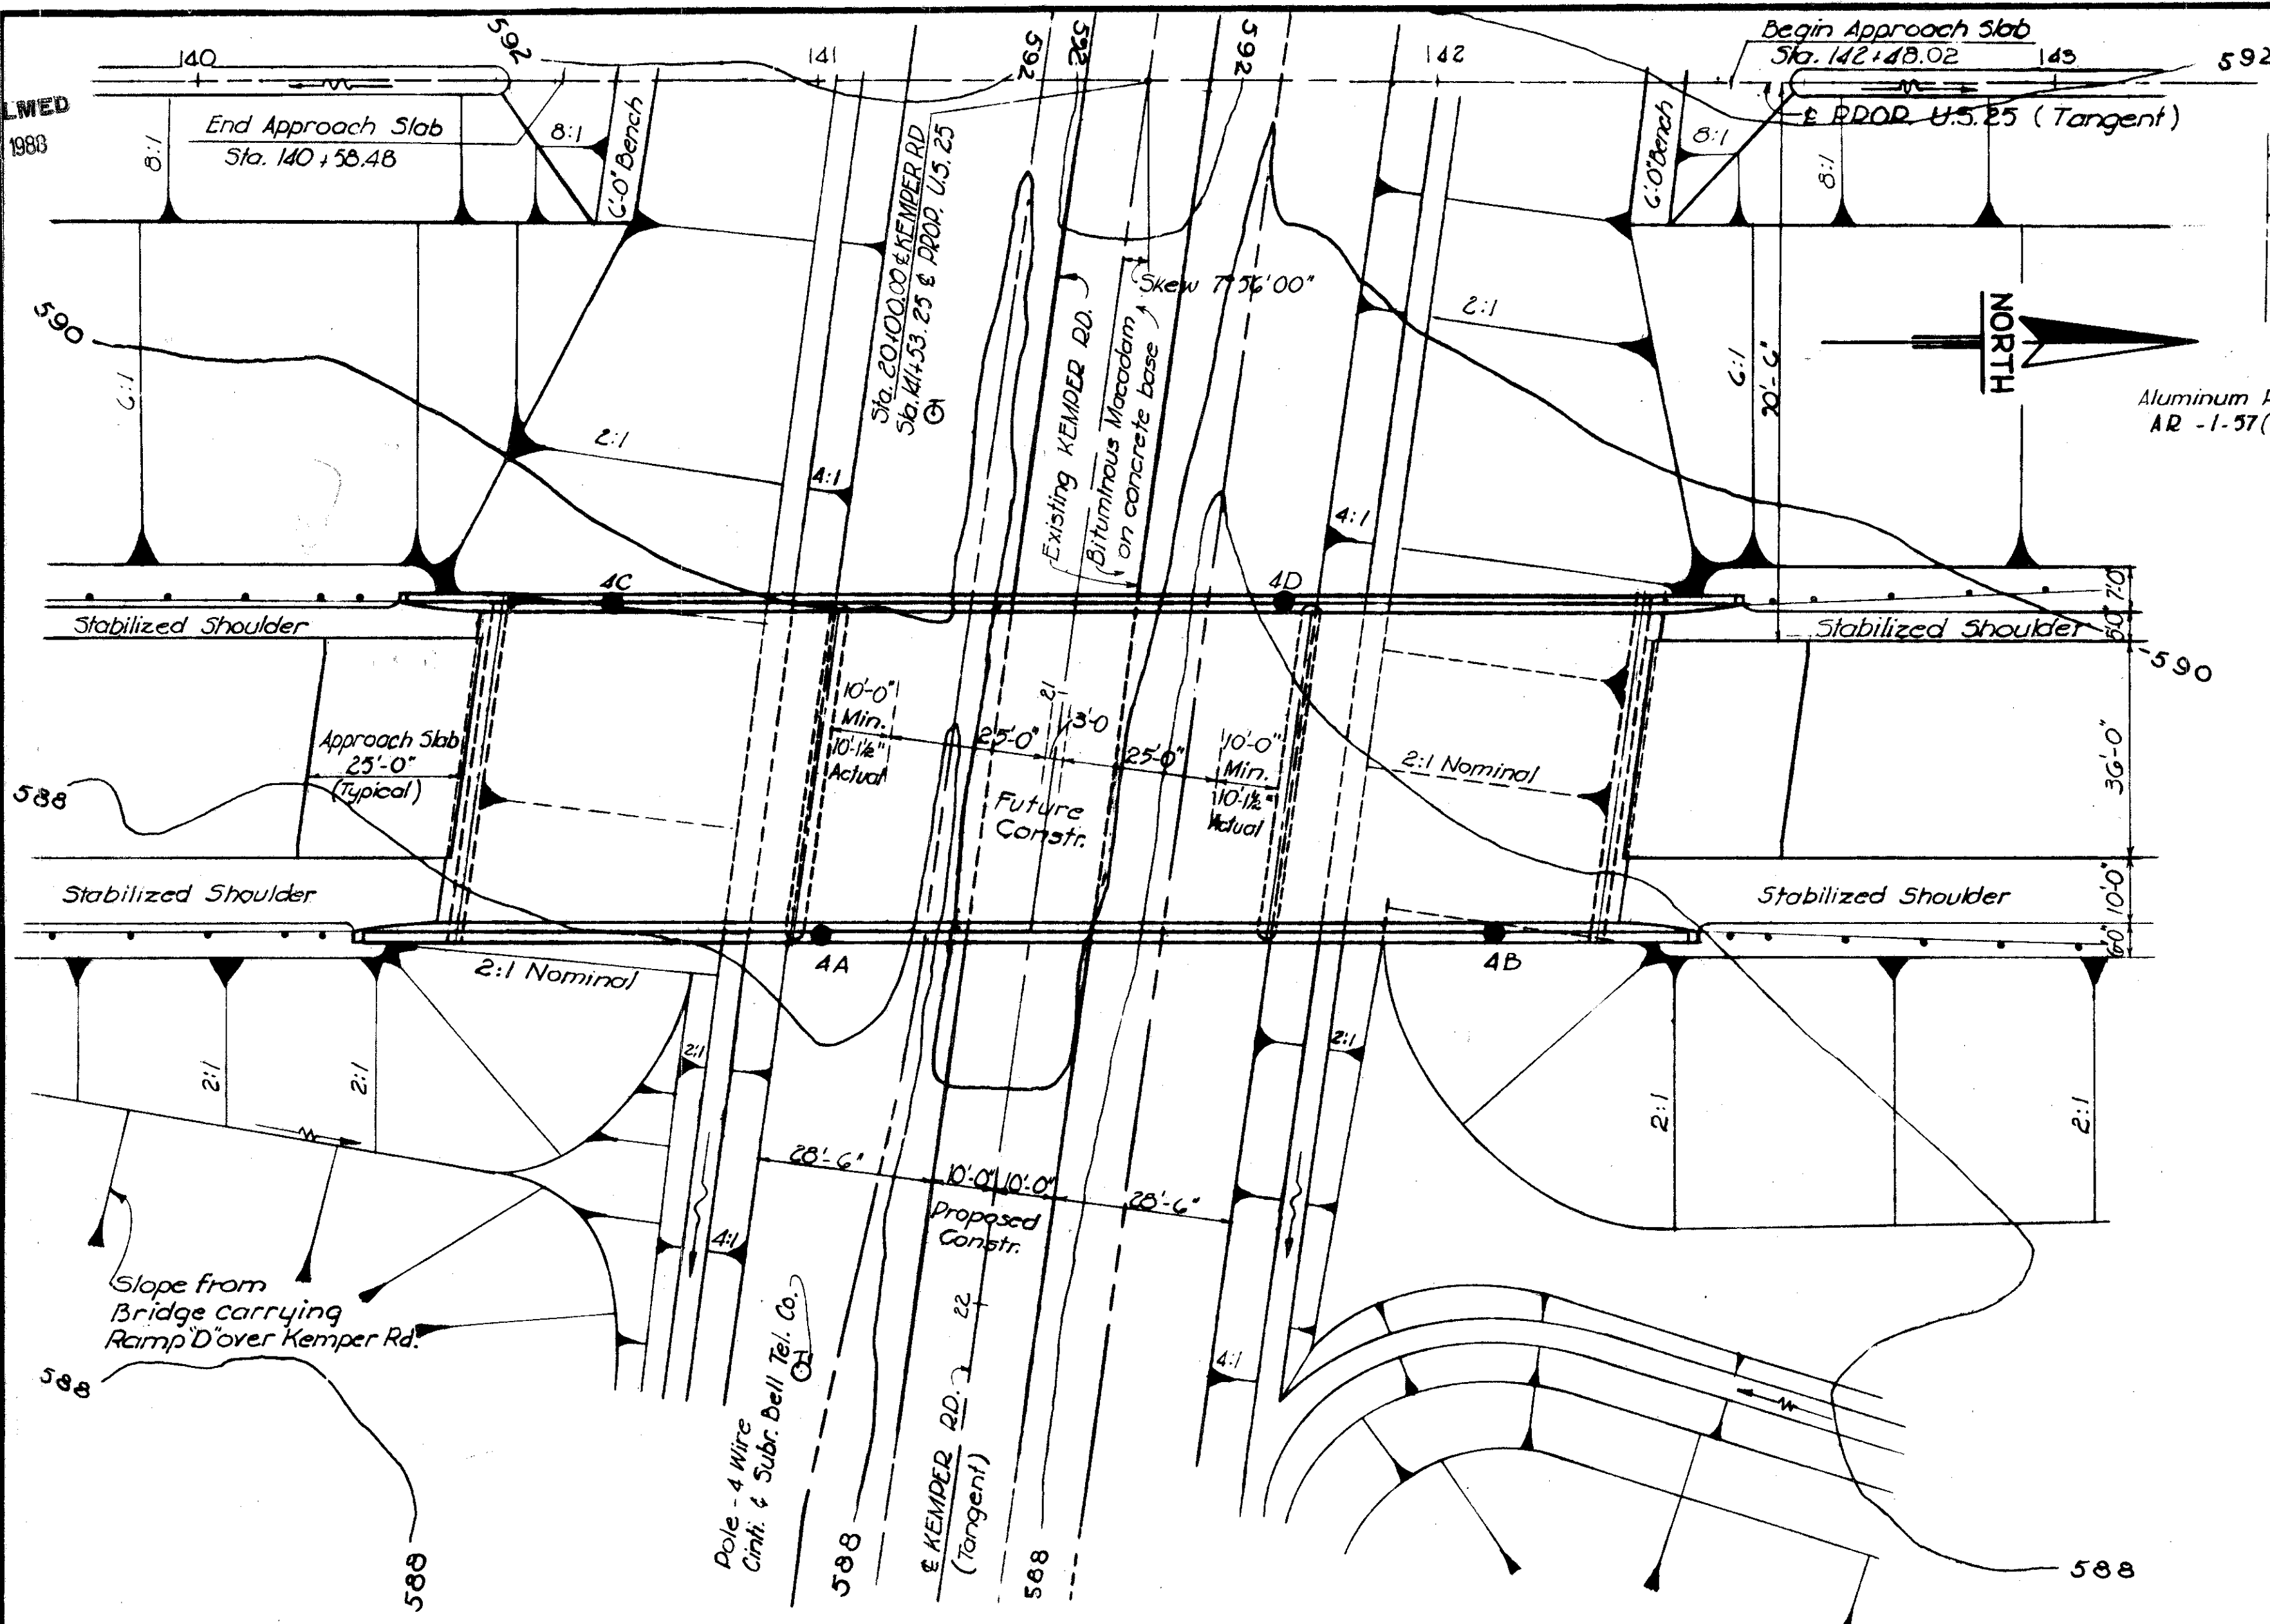 592
140
141
592
592
592
142
Begin Approach Slab
Sta. 142+48.02
143
592
LMED
1988
End Approach Slab
Sta. 140+58.48
8:1
8:1
6'-0" Bench
Sta. 20+00.00 ℄ KEMPER RD
Sta. 141+53.25 ℄ PROP. U.S. 25
6'-0" Bench
8:1
8:1
℄ PROP. U.S. 25 (Tangent)
Skew 7°56'00"
Existing KEMPER RD.
Bituminous Macadam
on concrete base
2:1
NORTH
590
6:1
2:1
4:1
4:1
6:1
20'-6"
Aluminum
AR -1-57(
4C
4D
7'0"
Stabilized Shoulder
Stabilized Shoulder
590
Approach Slab
25'-0"
(Typical)
10'-0"
Min.
10'-1½"
Actual
25'-0"
21
3'-0
25'-0"
10'-0"
Min.
10'-1½"
Actual
2:1 Nominal
36'-0"
588
Future
Constr.
Stabilized Shoulder
Stabilized Shoulder
10'-0"
6'0"
2:1 Nominal
4A
4B
2:1
2:1
2:1
2:1
2:1
2:1
28'-6"
10'-0"
10'-0"
28'-6"
Proposed
Constr.
4:1
Slope from
Bridge carrying
Ramp "D" over Kemper Rd.
22
4:1
588
Pole - 4 Wire
Cinti. & Subr. Bell Tel. Co.
℄ KEMPER RD.
(Tangent)
588
588
588
588